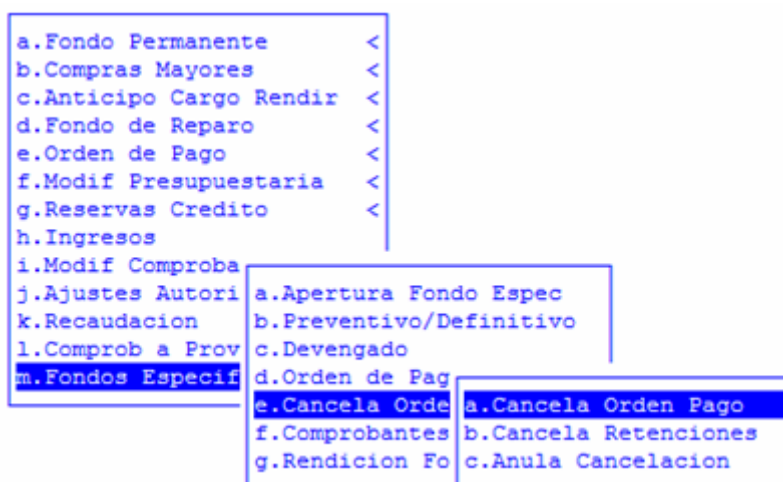 a.Fondo Permanente <
b.Compras Mayores <
c.Anticipo Cargo Rendir <
d.Fondo de Reparo <
e.Orden de Pago <
f.Modif Presupuestaria <
g.Reservas Credito <
h.Ingresos
i.Modif Comproba
j.Ajustes Autori
k.Recaudacion
l.Comprob a Prov
m.Fondos Especif
a.Apertura Fondo Espec
b.Preventivo/Definitivo
c.Devengado
d.Orden de Pag
e.Cancela Orde
f.Comprobantes
g.Rendicion Fo
a.Cancela Orden Pago
b.Cancela Retenciones
c.Anula Cancelacion